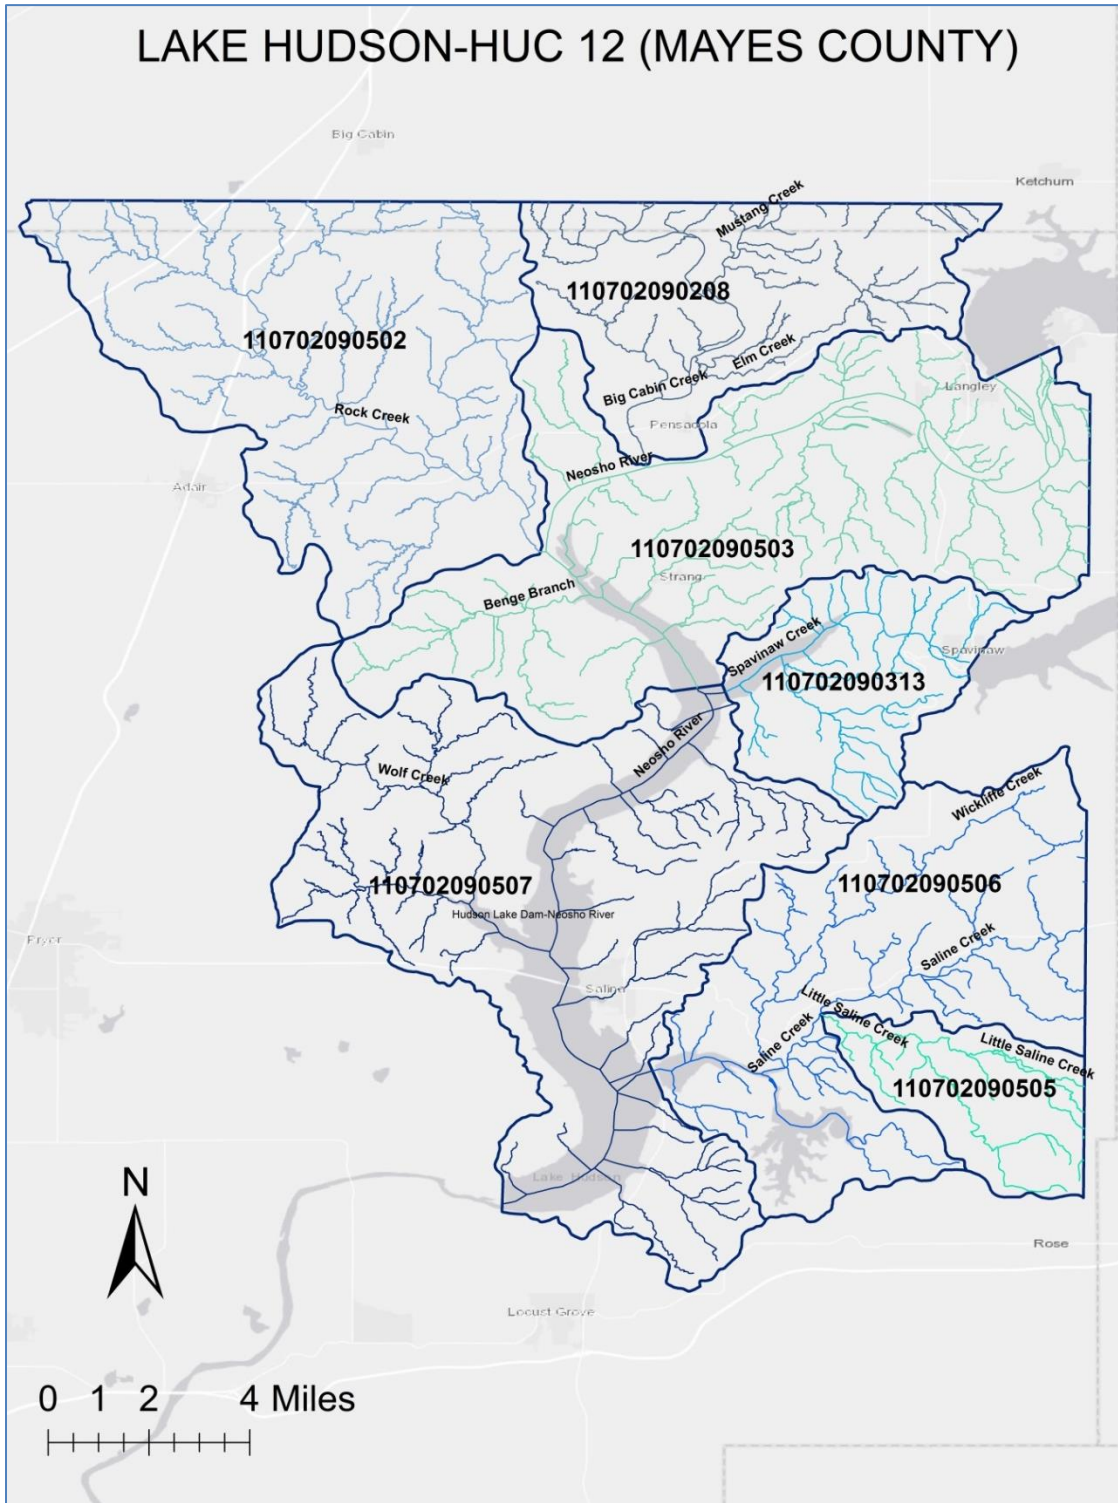 LAKE HUDSON-HUC 12 (MAYES COUNTY)
Big Cabin
Ketchum
Mustang Creek
110702090208
110702090502
Elm Creek
Big Cabin Creek
Langley
Rock Creek
Pensacola
Neosho River
Adair
110702090503
Strang
Benge Branch
Spavinaw Creek
Spavinaw
110702090313
Neosho River
Wolf Creek
Wickliffe Creek
110702090507
110702090506
Hudson Lake Dam-Neosho River
Pryor
Saline Creek
Salina
Little Saline Creek
Saline Creek
Little Saline Creek
110702090505
Lake Hudson
N
Rose
Locust Grove
0 1 2 4 Miles